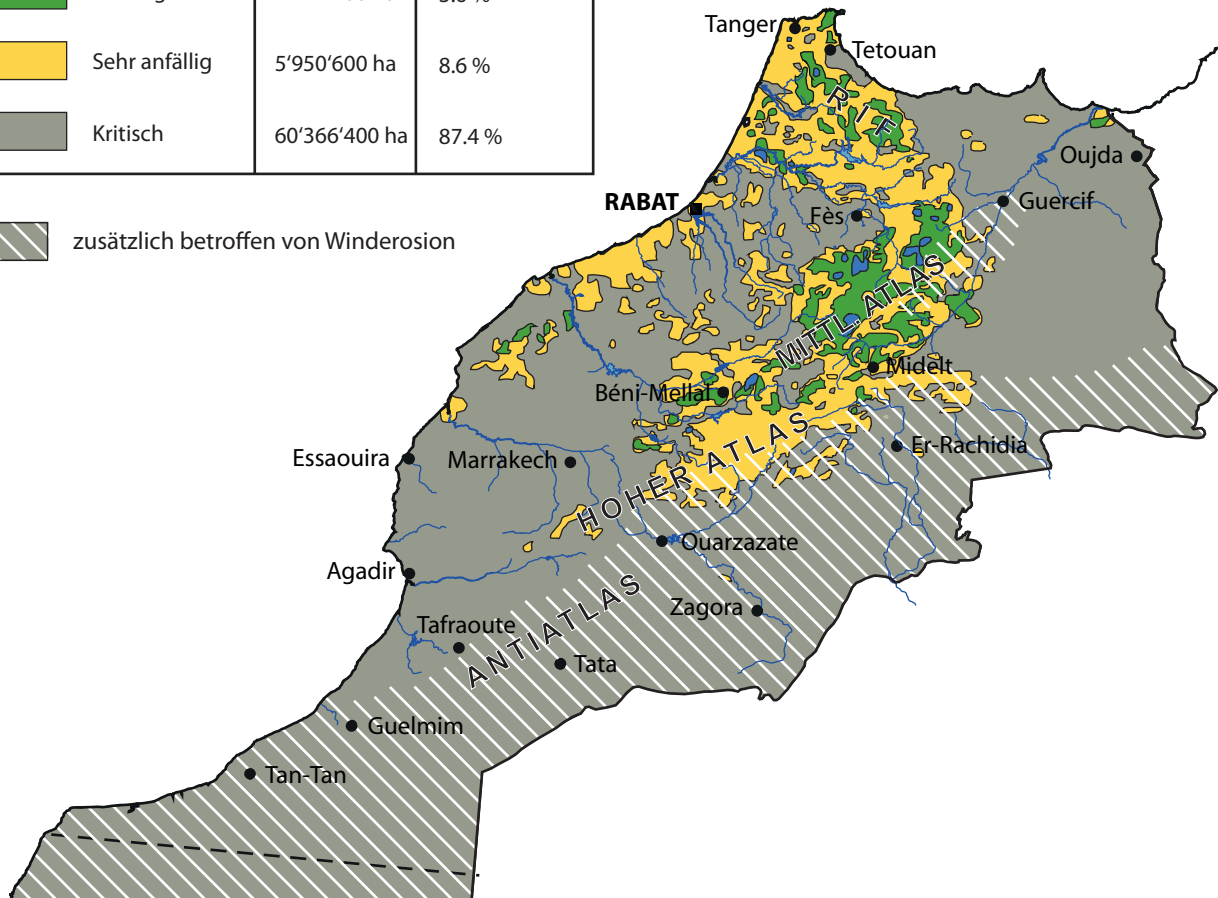 Sehr anfällig 5'950'600 ha 8.6 %
Kritisch 60'366'400 ha 87.4 %
zusätzlich betroffen von Winderosion
Tanger
Tetouan
RIF
Oujda
RABAT
Guercif
Fès
MITTL. ATLAS
Midelt
Béni-Mellal
HOHER ATLAS
Er-Rachidia
Essaouira
Marrakech
Ouarzazate
Agadir
Zagora
Tafraoute
ANTIATLAS
Tata
Guelmim
Tan-Tan